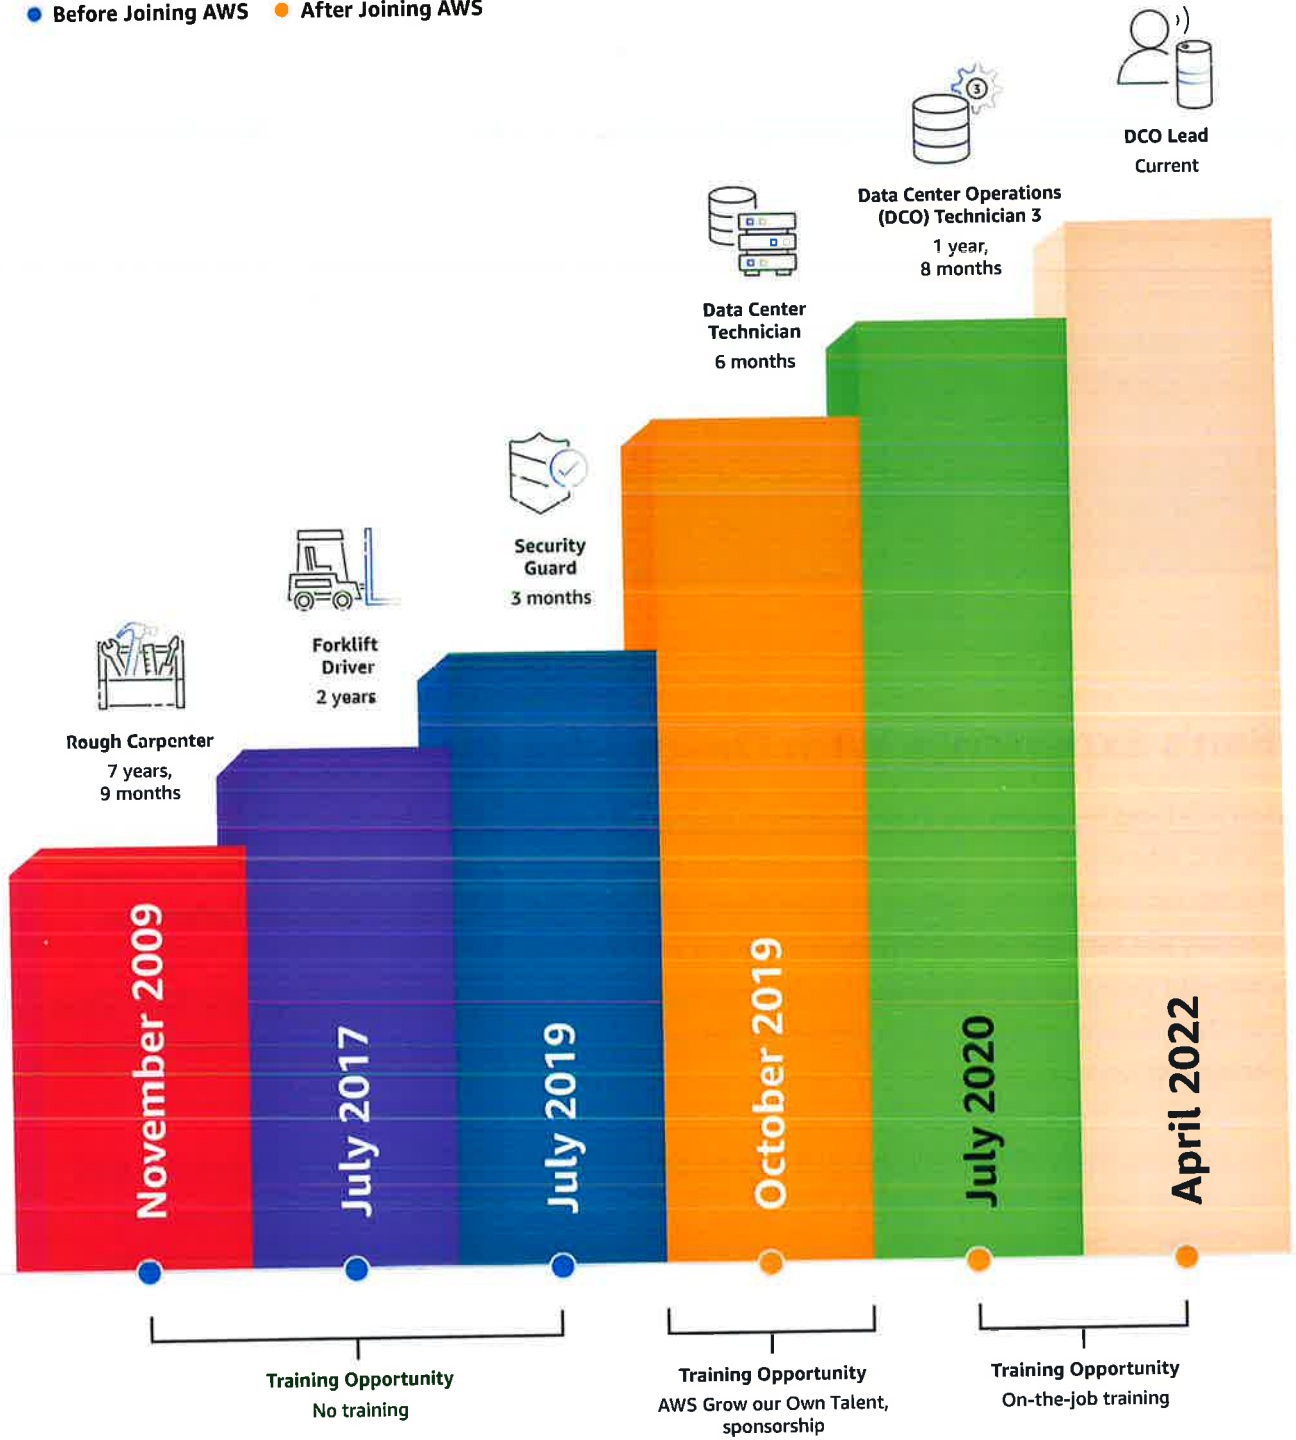 Before Joining AWS
After Joining AWS
DCO Lead
Current
3
Data Center Operations
(DCO) Technician 3
1 year,
8 months
Data Center
Technician
6 months
Security
Guard
3 months
Forklift
Driver
2 years
Rough Carpenter
7 years,
9 months
November 2009
July 2017
July 2019
October 2019
July 2020
April 2022
Training Opportunity
No training
Training Opportunity
AWS Grow our Own Talent,
sponsorship
Training Opportunity
On-the-job training